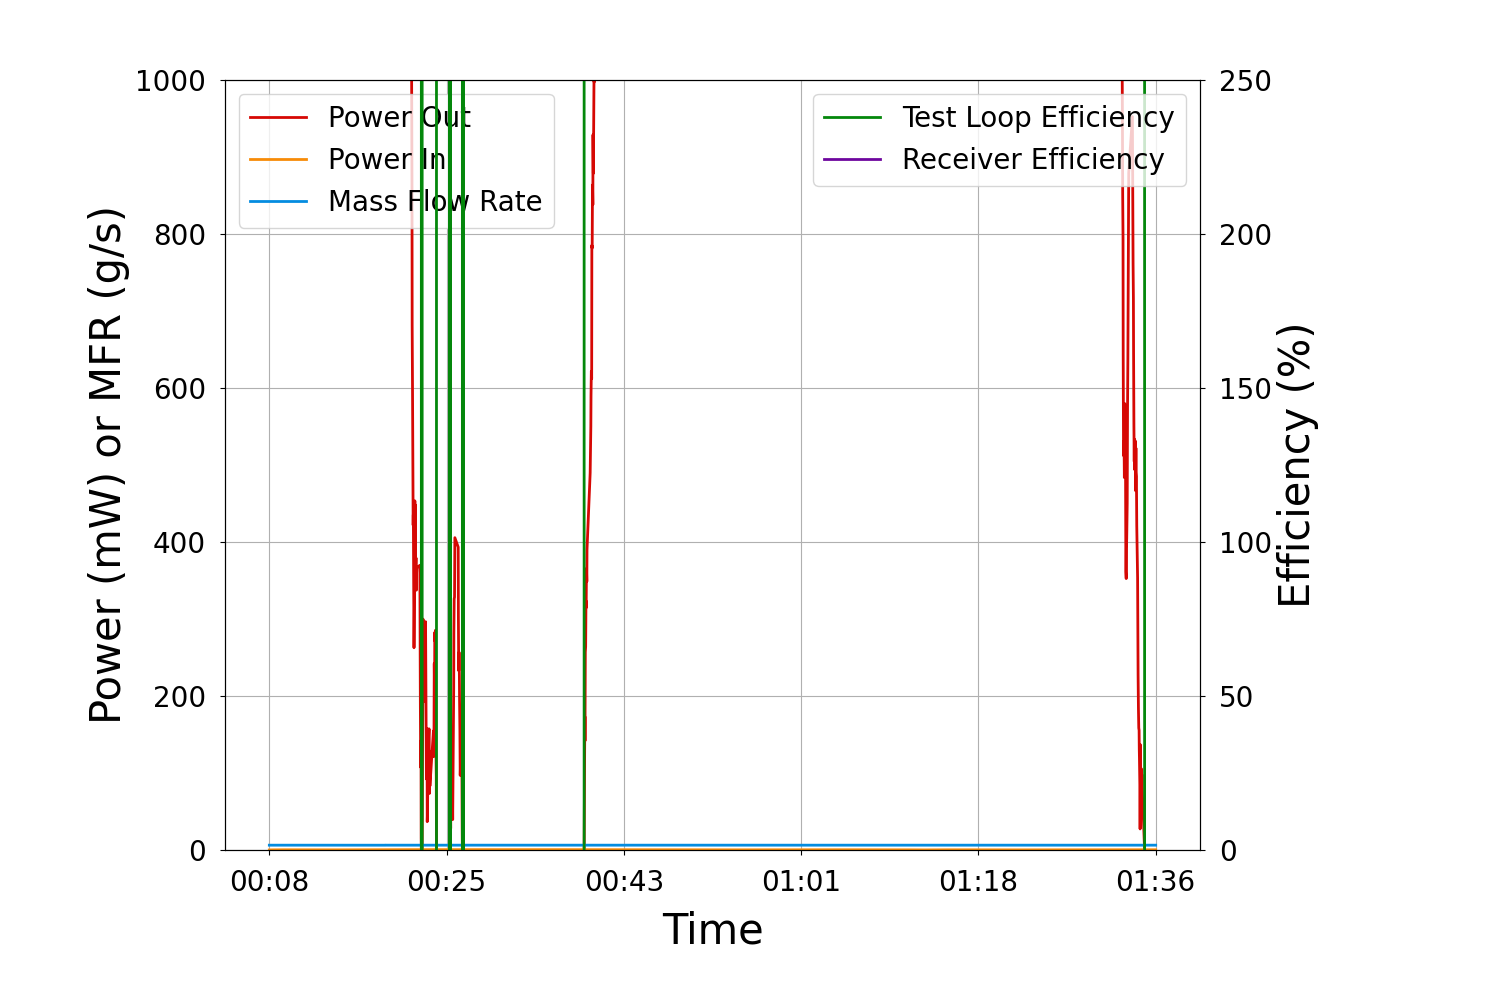 1000
800
600
400
200
0
Power (mW) or MFR (g/s)
Power Out
Power In
Mass Flow Rate
Test Loop Efficiency
Receiver Efficiency
250
200
150
100
50
0
Efficiency (%)
00:08 00:25 00:43 01:01 01:18 01:36
Time